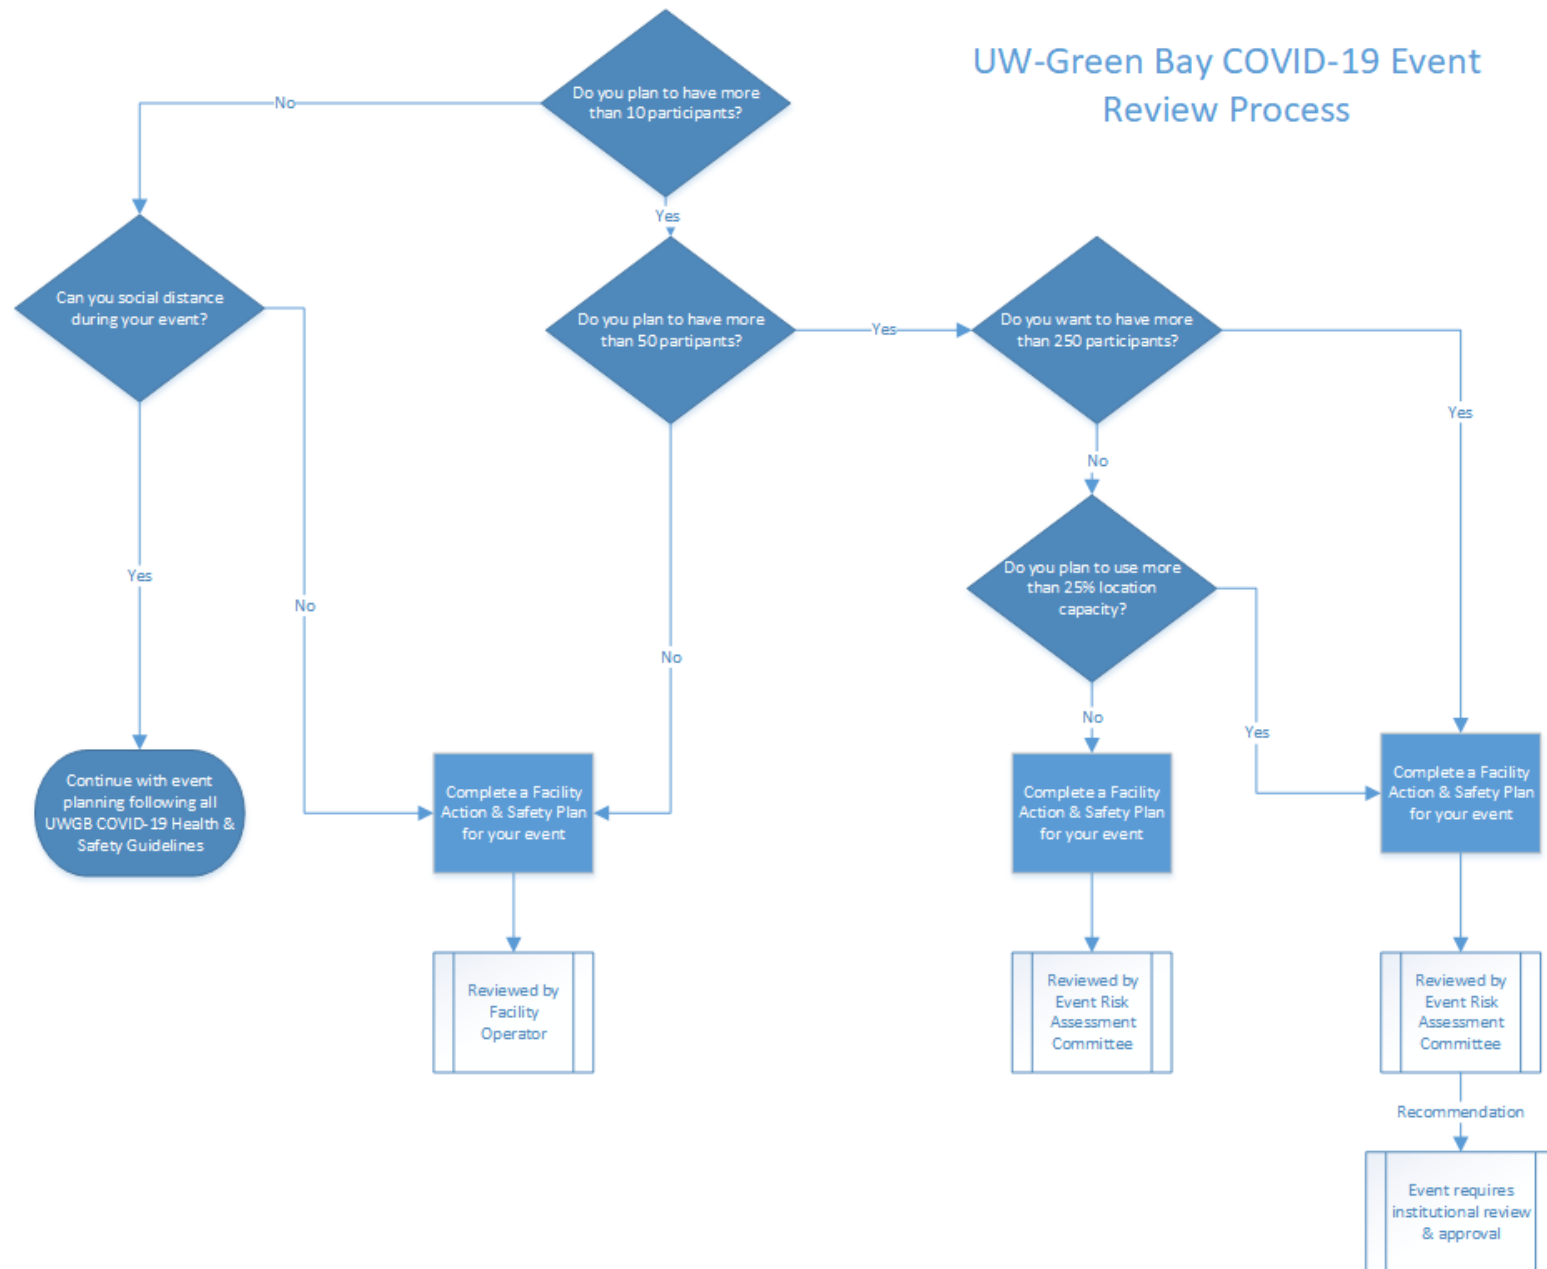 UW-Green Bay COVID-19 Event
Review Process
Do you plan to have more
than 10 participants?
No
Yes
Can you social distance
during your event?
Do you plan to have more
than 50 partipants?
Yes
Do you want to have more
than 250 participants?
Yes
No
Do you plan to use more
than 25% location
capacity?
Yes
No
No
No
Yes
Continue with event
planning following all
UWGB COVID-19 Health &
Safety Guidelines
Complete a Facility
Action & Safety Plan
for your event
Complete a Facility
Action & Safety Plan
for your event
Complete a Facility
Action & Safety Plan
for your event
Reviewed by
Facility
Operator
Reviewed by
Event Risk
Assessment
Committee
Reviewed by
Event Risk
Assessment
Committee
Recommendation
Event requires
institutional review
& approval